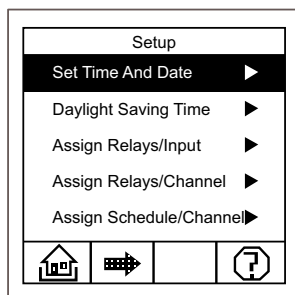 Setup
Set Time And Date
Daylight Saving Time
Assign Relays/Input
Assign Relays/Channel
Assign Schedule/Channel
?